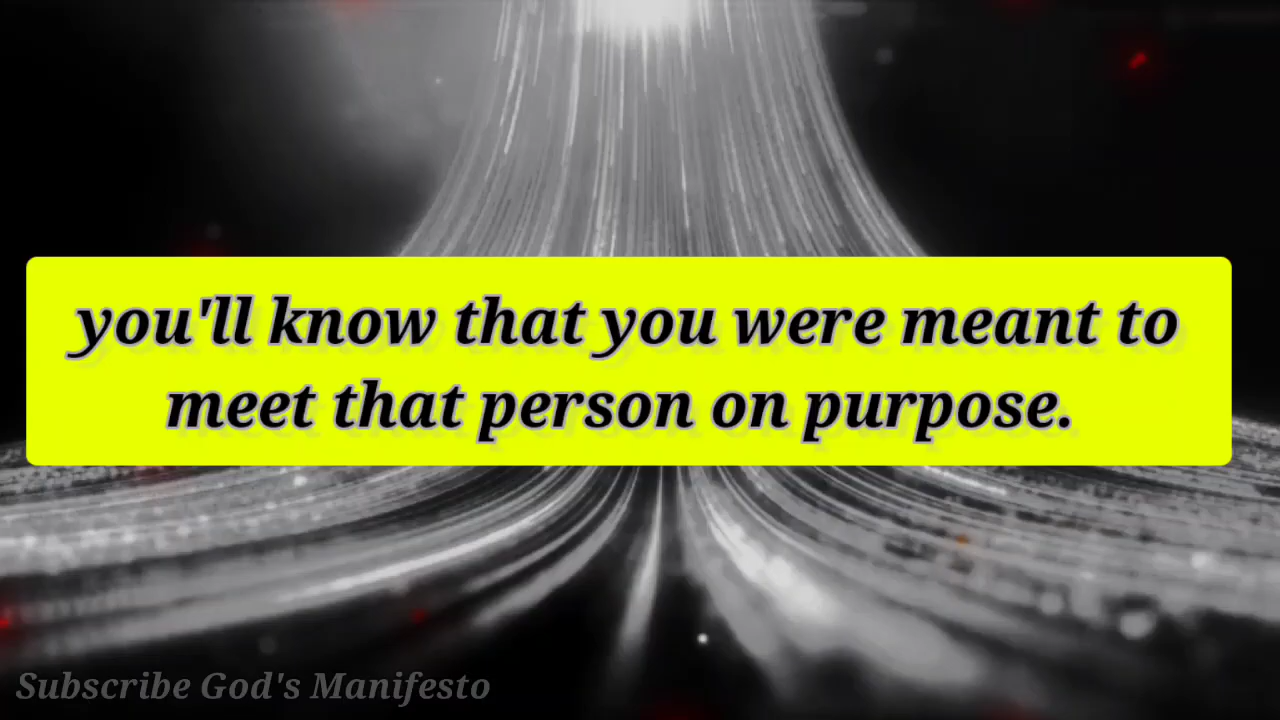 you'll know that you were meant to
meet that person on purpose.
Subscribe God's Manifesto